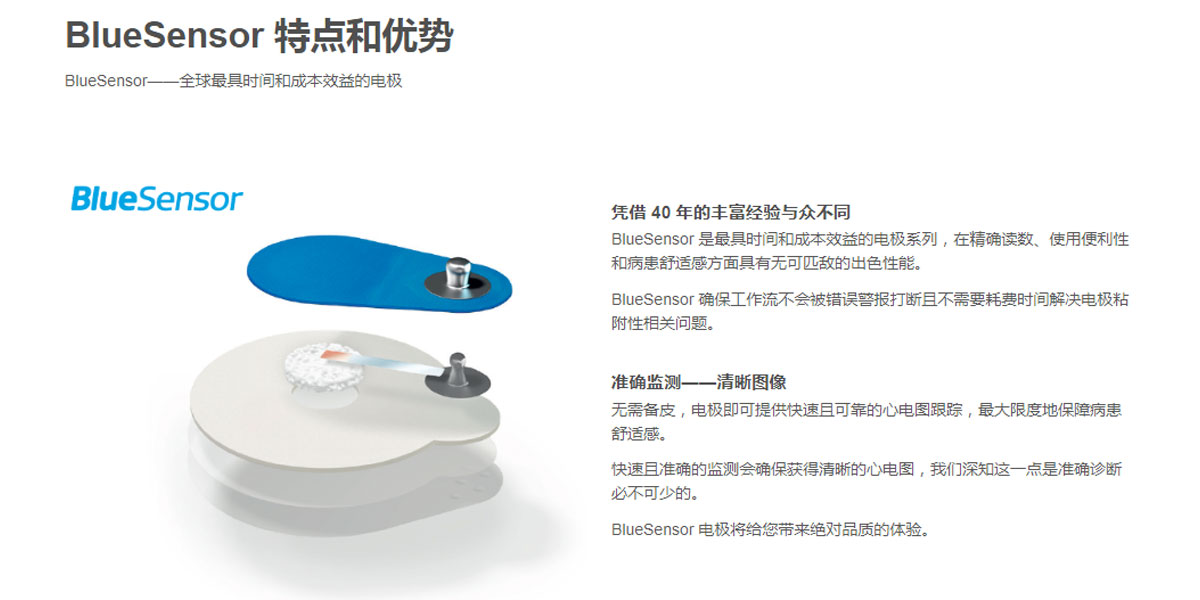 BlueSensor 特点和优势
BlueSensor——全球最具时间和成本效益的电极
BlueSensor
凭借 40 年的丰富经验与众不同
BlueSensor 是最具时间和成本效益的电极系列，在精确读数、使用便利性
和病患舒适感方面具有无可匹敌的出色性能。
BlueSensor 确保工作流不会被错误警报打断且不需要耗费时间解决电极粘
附性相关问题。
准确监测——清晰图像
无需备皮，电极即可提供快速且可靠的心电图跟踪，最大限度地保障病患
舒适感。
快速且准确的监测会确保获得清晰的心电图，我们深知这一点是准确诊断
必不可少的。
BlueSensor 电极将给您带来绝对品质的体验。